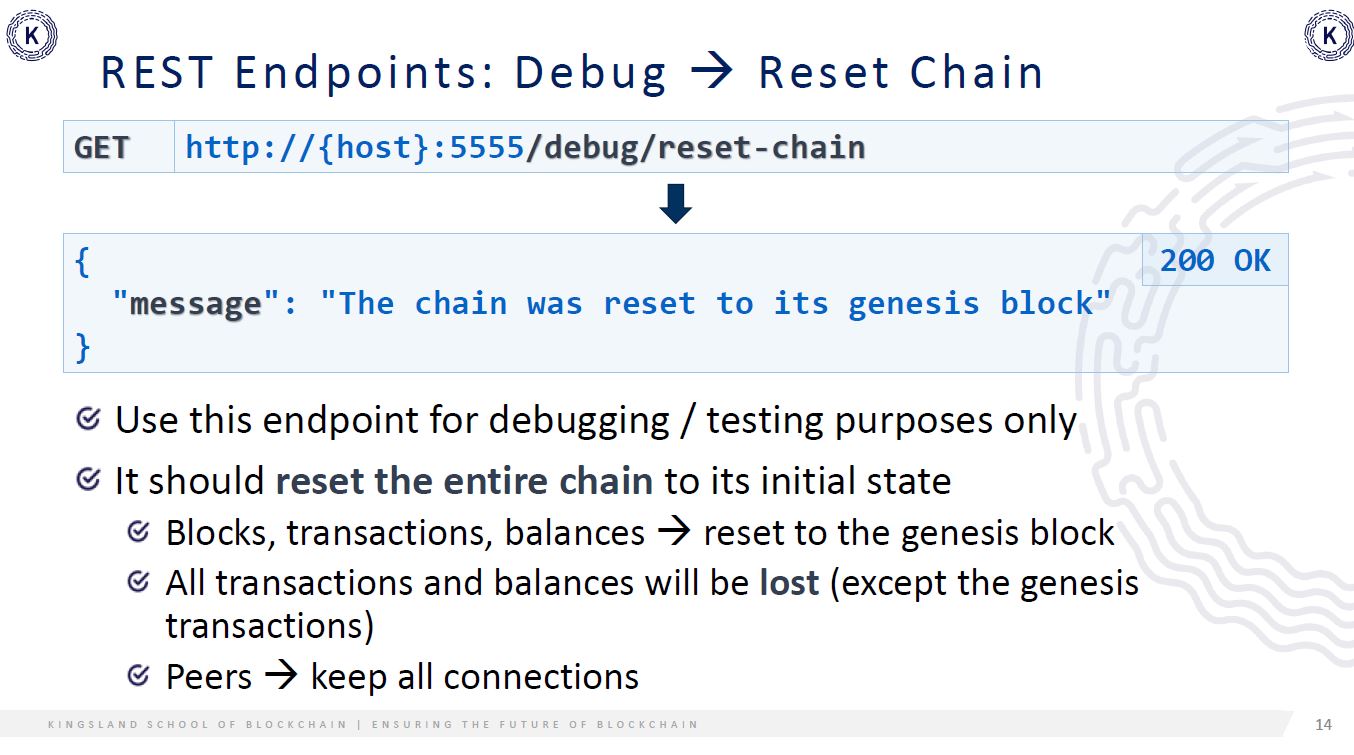 K
K
REST Endpoints: Debug → Reset Chain
GET http://{host}:5555/debug/reset-chain
{
200 OK
"message": "The chain was reset to its genesis block"
}
Use this endpoint for debugging / testing purposes only
It should reset the entire chain to its initial state
Blocks, transactions, balances → reset to the genesis block
All transactions and balances will be lost (except the genesis
transactions)
Peers → keep all connections
KINGSLAND SCHOOL OF BLOCKCHAIN | ENSURING THE FUTURE OF BLOCKCHAIN
14